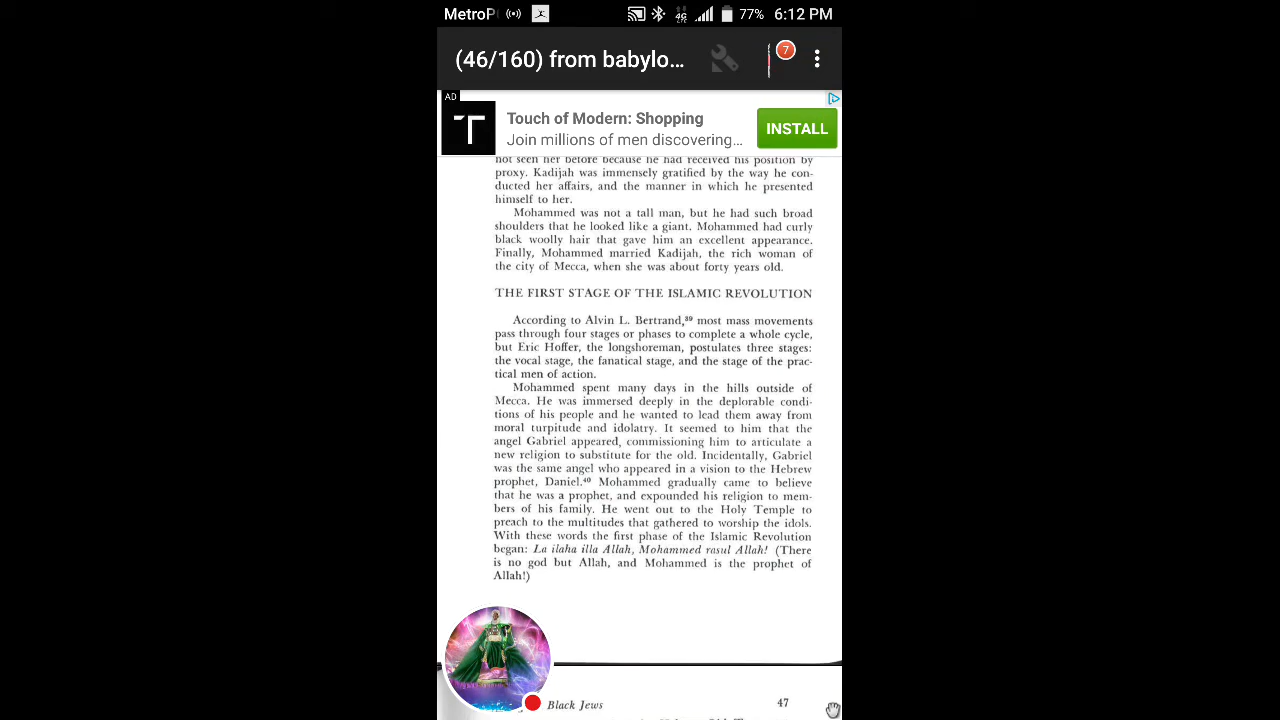 MetroP 4G LTE 77% 6:12 PM
(46/160) from babylo... 7
AD
T
Touch of Modern: Shopping
Join millions of men discovering...
INSTALL
not seen her before because he had received his position by
proxy. Kadijah was immensely gratified by the way he con-
ducted her affairs, and the manner in which he presented
himself to her.
Mohammed was not a tall man, but he had such broad
shoulders that he looked like a giant. Mohammed had curly
black woolly hair that gave him an excellent appearance.
Finally, Mohammed married Kadijah, the rich woman of
the city of Mecca, when she was about forty years old.
THE FIRST STAGE OF THE ISLAMIC REVOLUTION
According to Alvin L. Bertrand,³⁹ most mass movements
pass through four stages or phases to complete a whole cycle,
but Eric Hoffer, the longshoreman, postulates three stages:
the vocal stage, the fanatical stage, and the stage of the prac-
tical men of action.
Mohammed spent many days in the hills outside of
Mecca. He was immersed deeply in the deplorable condi-
tions of his people and he wanted to lead them away from
moral turpitude and idolatry. It seemed to him that the
angel Gabriel appeared, commissioning him to articulate a
new religion to substitute for the old. Incidentally, Gabriel
was the same angel who appeared in a vision to the Hebrew
prophet, Daniel.⁴⁰ Mohammed gradually came to believe
that he was a prophet, and expounded his religion to mem-
bers of his family. He went out to the Holy Temple to
preach to the multitudes that gathered to worship the idols.
With these words the first phase of the Islamic Revolution
began: La ilaha illa Allah, Mohammed rasul Allah! (There
is no god but Allah, and Mohammed is the prophet of
Allah!)
Black Jews 47